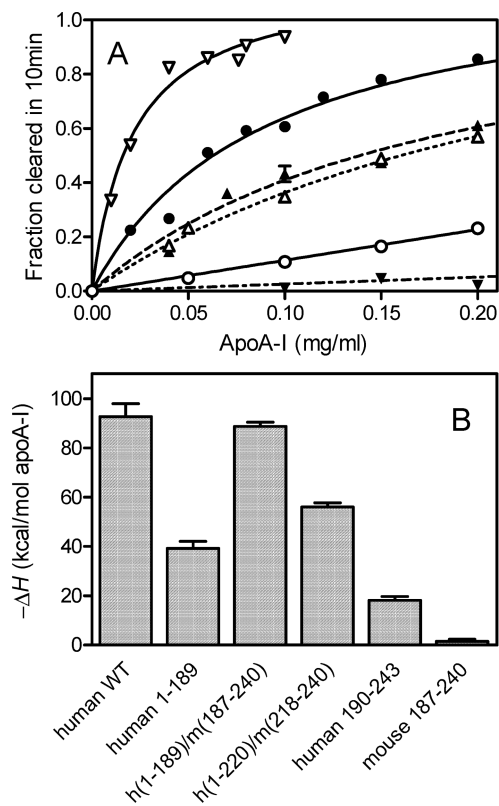 A
Fraction cleared in 10min
1.0
0.8
0.6
0.4
0.2
0.0
0.00 0.05 0.10 0.15 0.20
ApoA-I (mg/ml)
B
−ΔH (kcal/mol apoA-I)
100
80
60
40
20
0
human WT
human 1-189
h(1-189)/m(187-240)
h(1-220)/m(218-240)
human 190-243
mouse 187-240